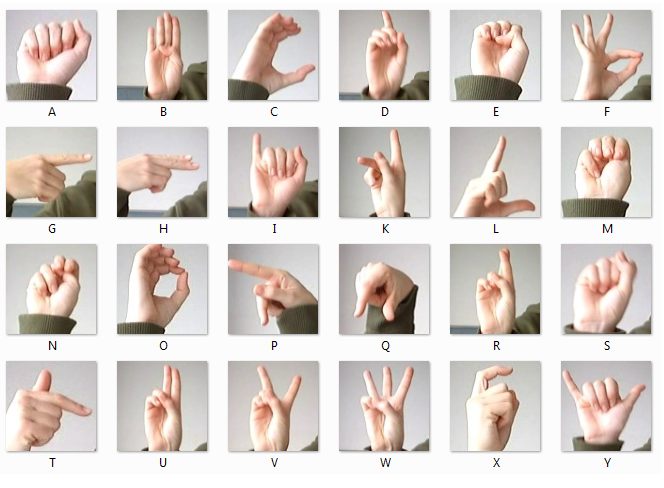 A B C D E F
G H I K L M
N O P Q R S
T U V W X Y